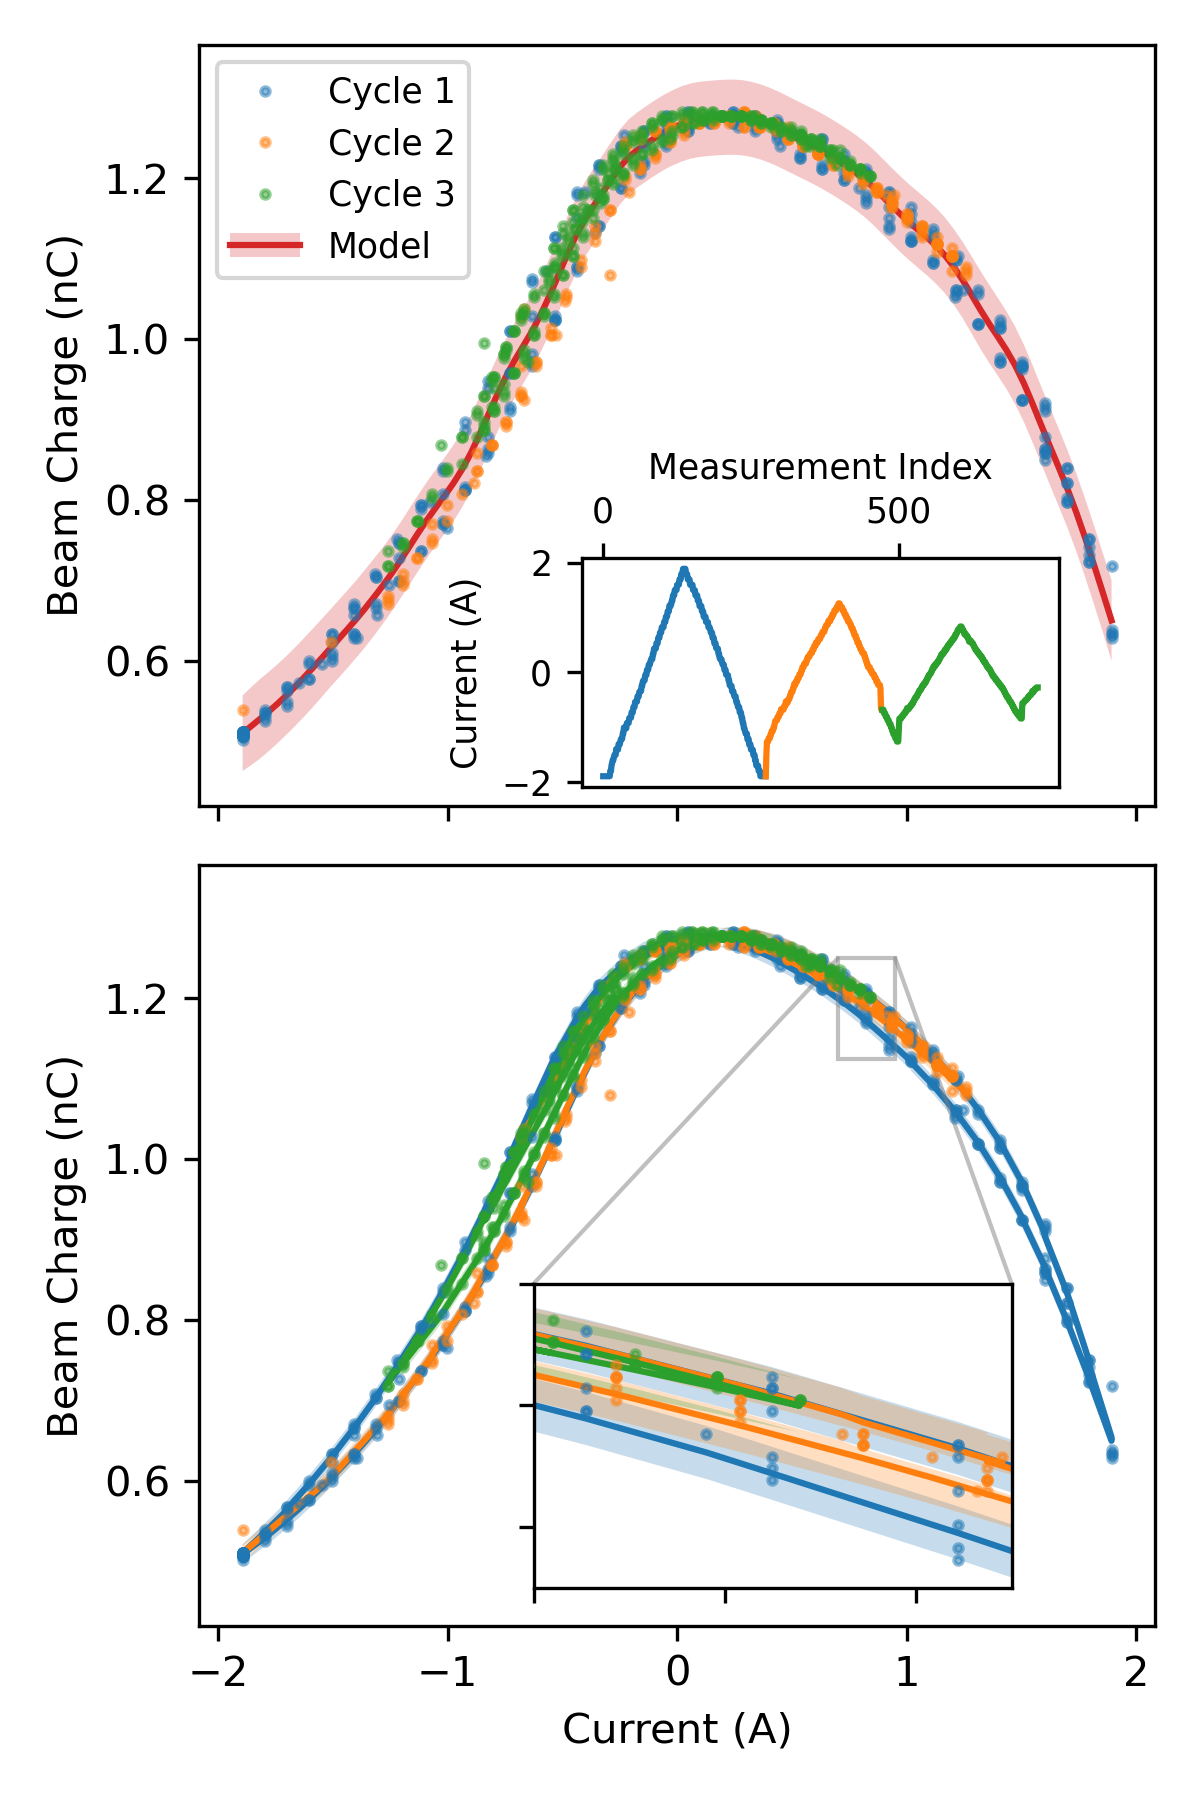 Cycle 1
Cycle 2
Cycle 3
Model
1.2
1.0
0.8
0.6
Beam Charge (nC)
Measurement Index
0 500
2
0
−2
Current (A)
1.2
1.0
0.8
0.6
Beam Charge (nC)
−2 −1 0 1 2
Current (A)